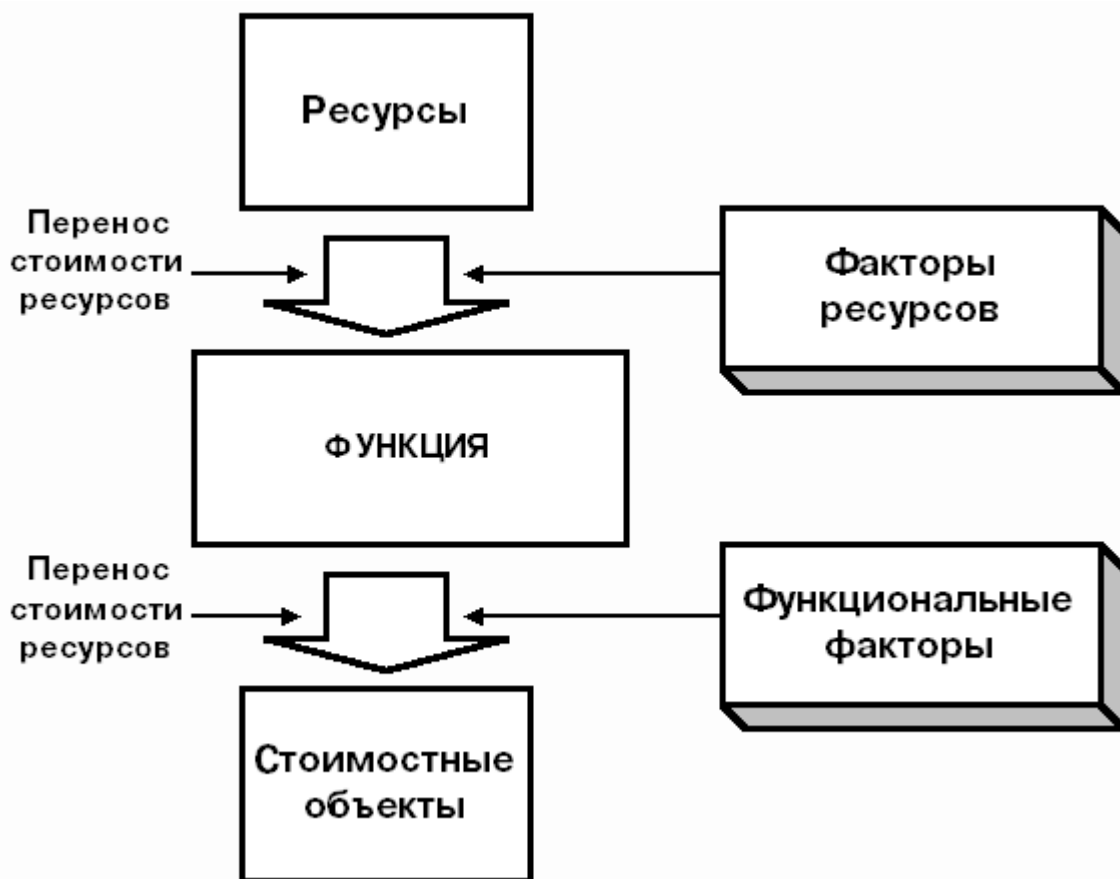 Ресурсы
Перенос
стоимости
ресурсов
Факторы
ресурсов
ФУНКЦИЯ
Перенос
стоимости
ресурсов
Функциональные
факторы
Стоимостные
объекты